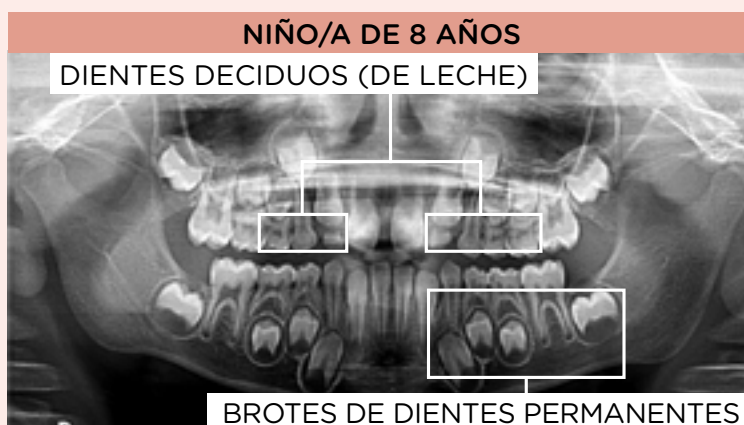 NIÑO/A DE 8 AÑOS
DIENTES DECIDUOS (DE LECHE)
BROTES DE DIENTES PERMANENTES